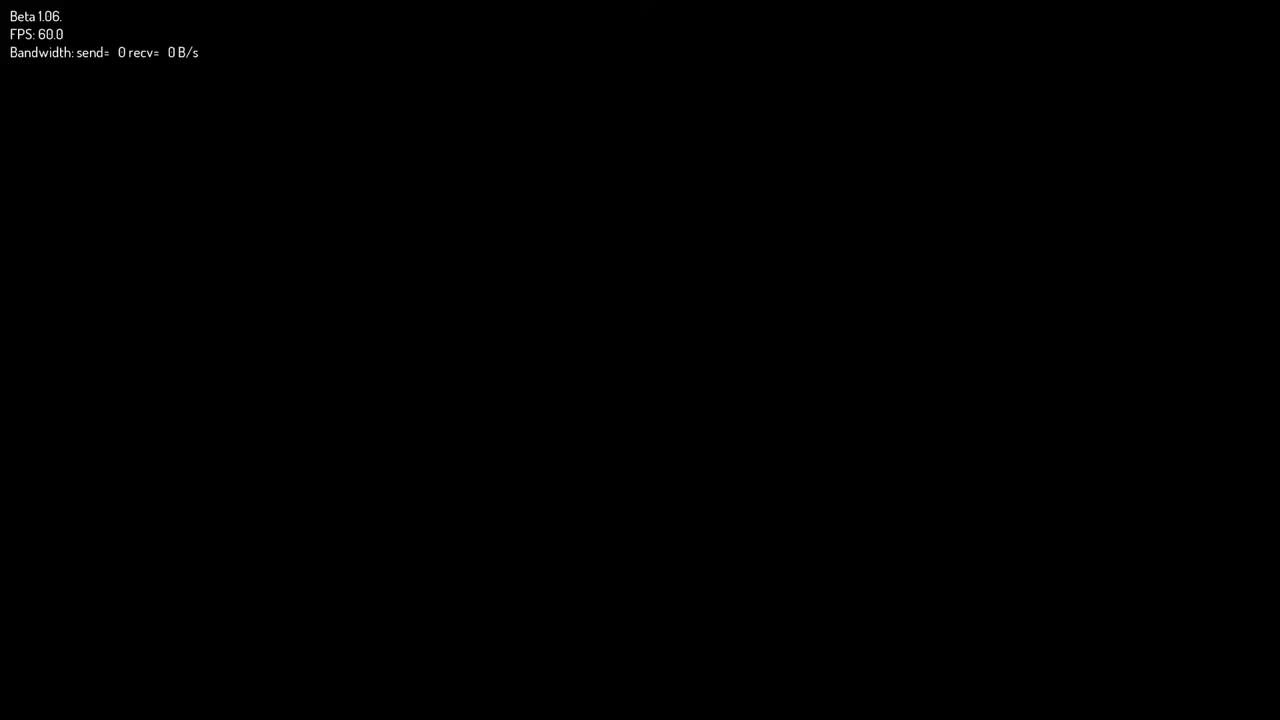 Beta 1.06.
FPS: 60.0
Bandwidth: send= 0 recv= 0 B/s